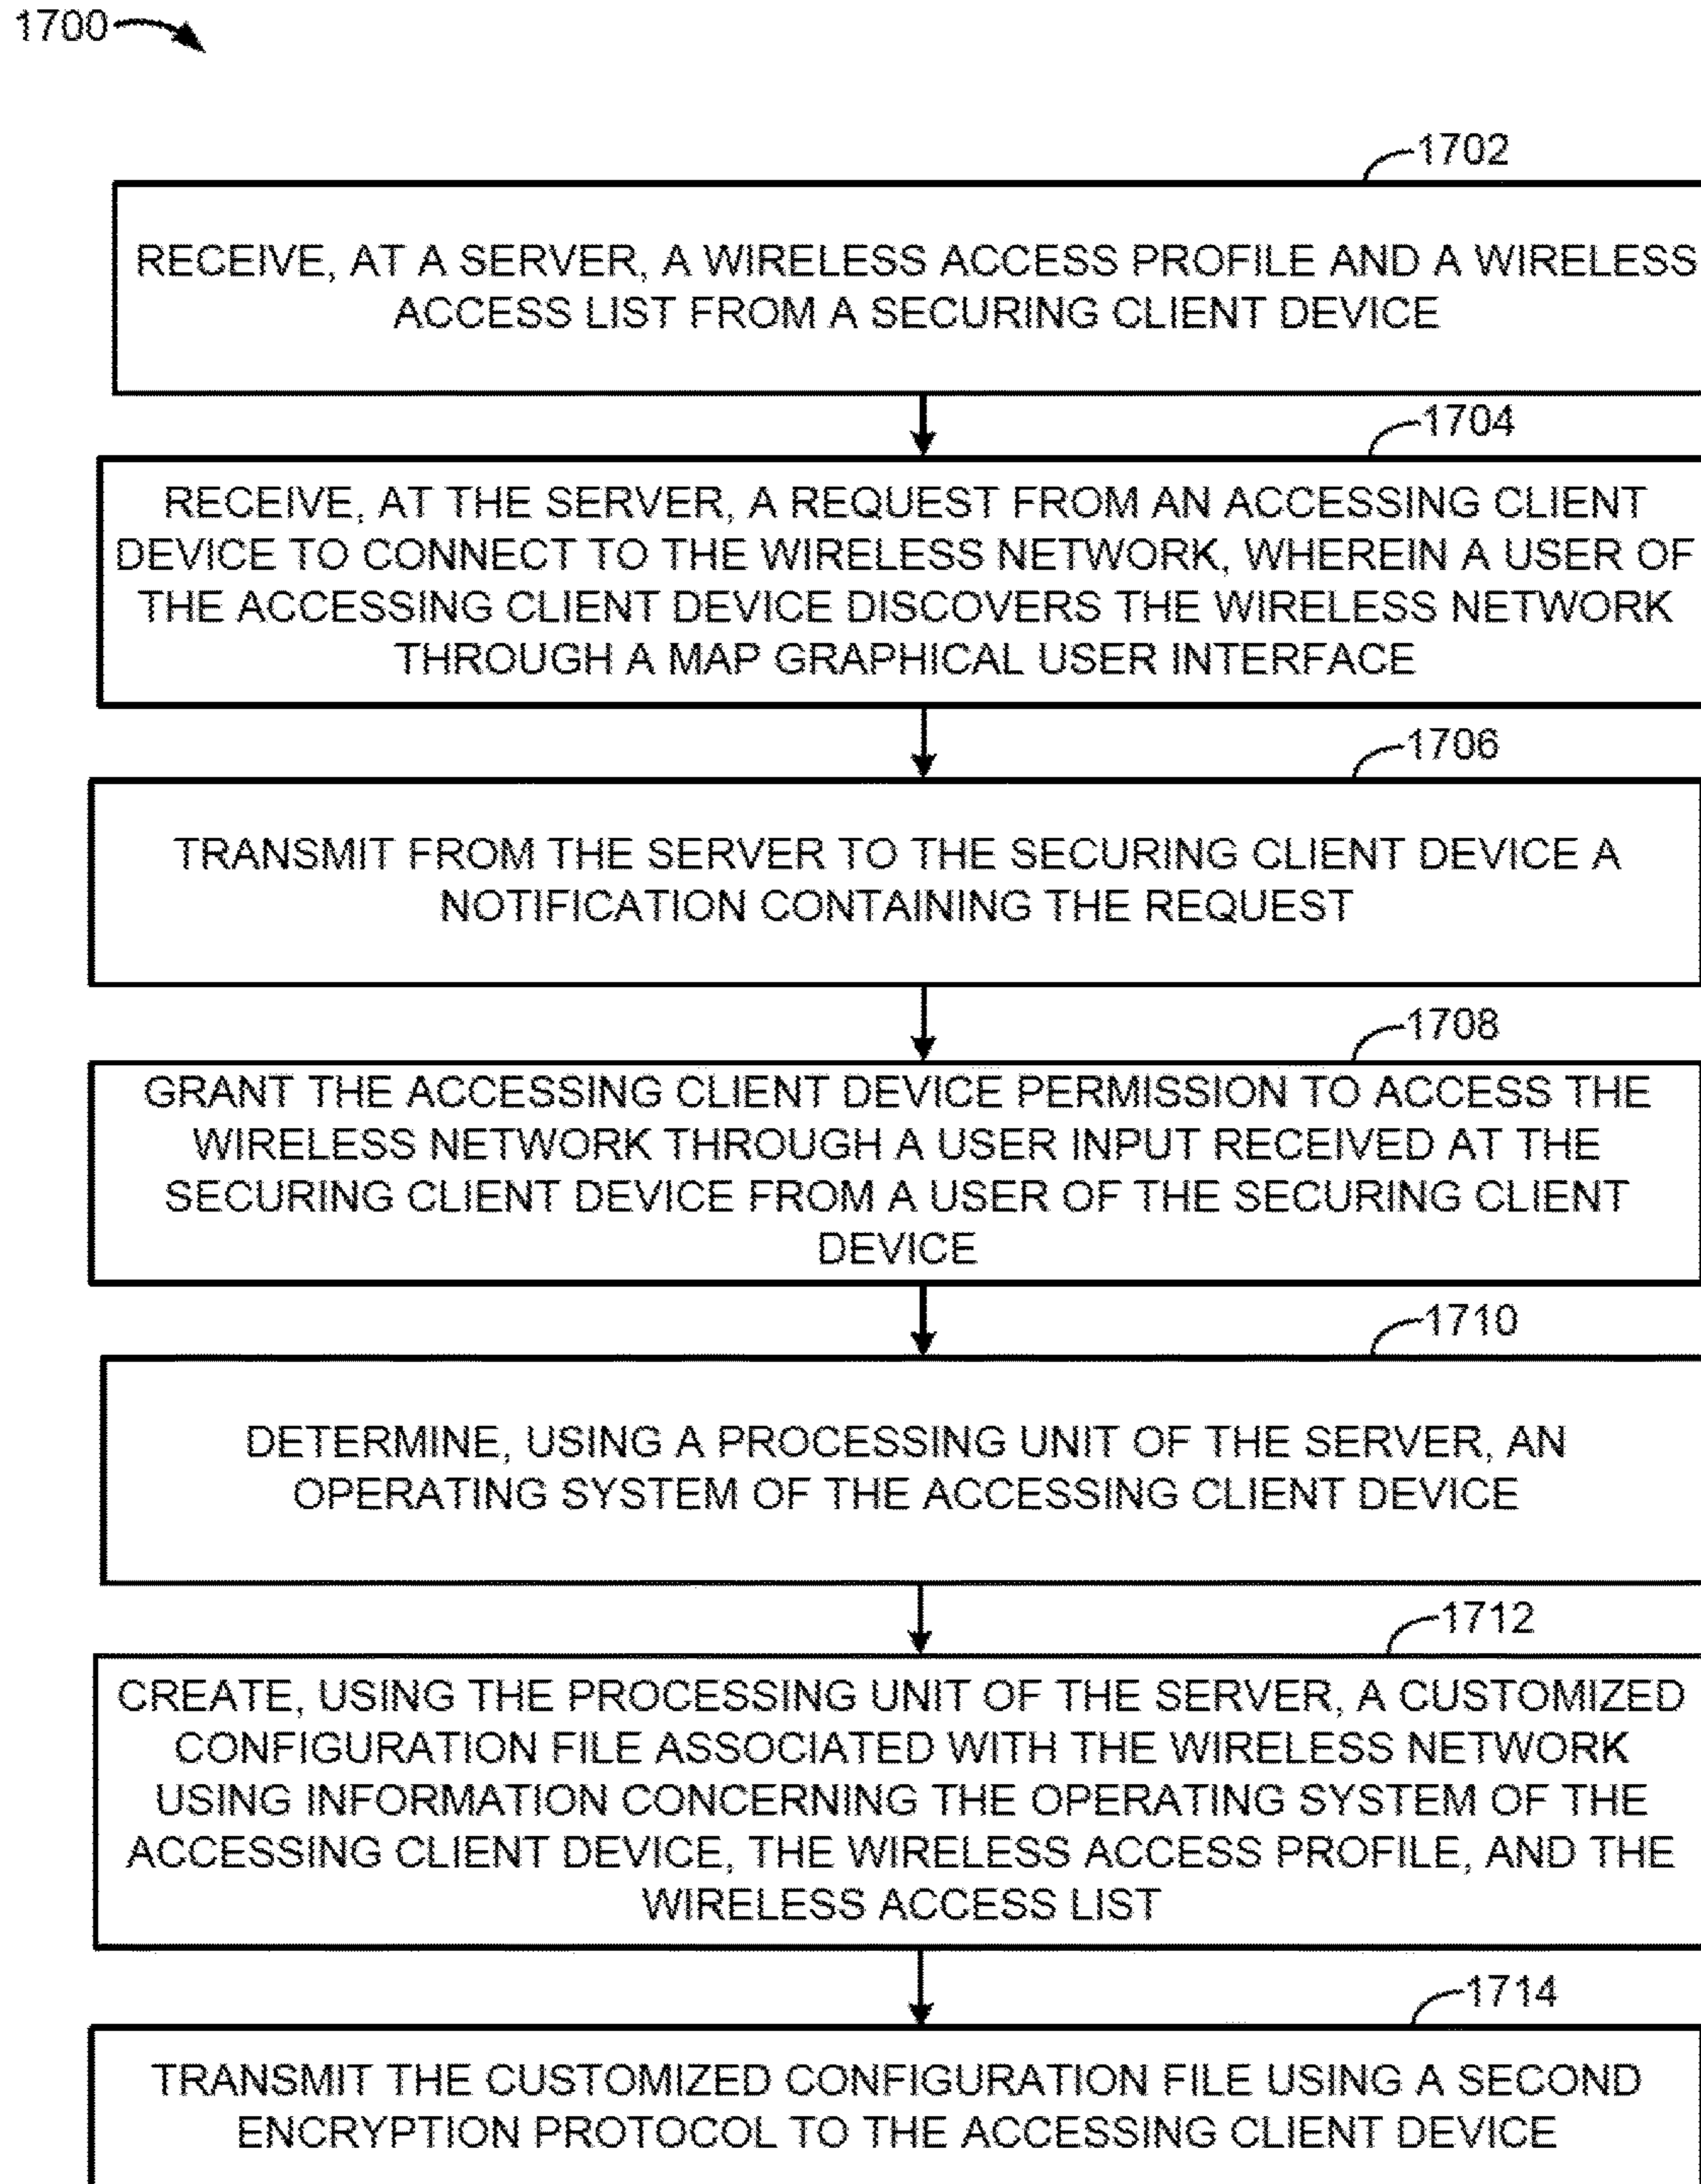 1700
1702
RECEIVE, AT A SERVER, A WIRELESS ACCESS PROFILE AND A WIRELESS
ACCESS LIST FROM A SECURING CLIENT DEVICE
1704
RECEIVE, AT THE SERVER, A REQUEST FROM AN ACCESSING CLIENT
DEVICE TO CONNECT TO THE WIRELESS NETWORK, WHEREIN A USER OF
THE ACCESSING CLIENT DEVICE DISCOVERS THE WIRELESS NETWORK
THROUGH A MAP GRAPHICAL USER INTERFACE
1706
TRANSMIT FROM THE SERVER TO THE SECURING CLIENT DEVICE A
NOTIFICATION CONTAINING THE REQUEST
1708
GRANT THE ACCESSING CLIENT DEVICE PERMISSION TO ACCESS THE
WIRELESS NETWORK THROUGH A USER INPUT RECEIVED AT THE
SECURING CLIENT DEVICE FROM A USER OF THE SECURING CLIENT
DEVICE
1710
DETERMINE, USING A PROCESSING UNIT OF THE SERVER, AN
OPERATING SYSTEM OF THE ACCESSING CLIENT DEVICE
1712
CREATE, USING THE PROCESSING UNIT OF THE SERVER, A CUSTOMIZED
CONFIGURATION FILE ASSOCIATED WITH THE WIRELESS NETWORK
USING INFORMATION CONCERNING THE OPERATING SYSTEM OF THE
ACCESSING CLIENT DEVICE, THE WIRELESS ACCESS PROFILE, AND THE
WIRELESS ACCESS LIST
1714
TRANSMIT THE CUSTOMIZED CONFIGURATION FILE USING A SECOND
ENCRYPTION PROTOCOL TO THE ACCESSING CLIENT DEVICE